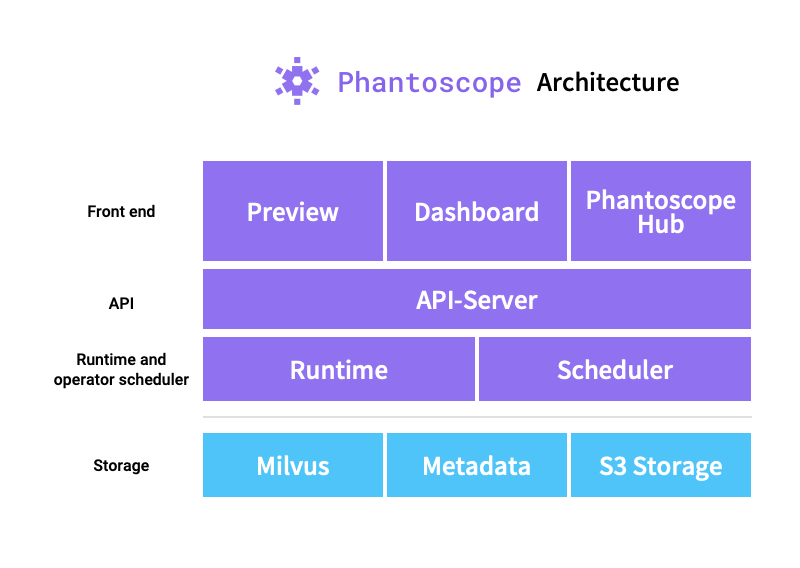 Phantoscope Architecture
Front end
Preview
Dashboard
Phantoscope
Hub
API
API-Server
Runtime and
operator scheduler
Runtime
Scheduler
Storage
Milvus
Metadata
S3 Storage